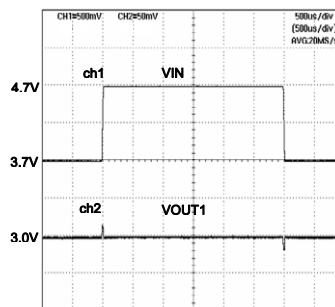 CH1=500mV CH2=50mV 500us/div
(500us/div)
AVG:20MS/s
ch1 VIN
4.7V
3.7V
ch2 VOUT1
3.0V